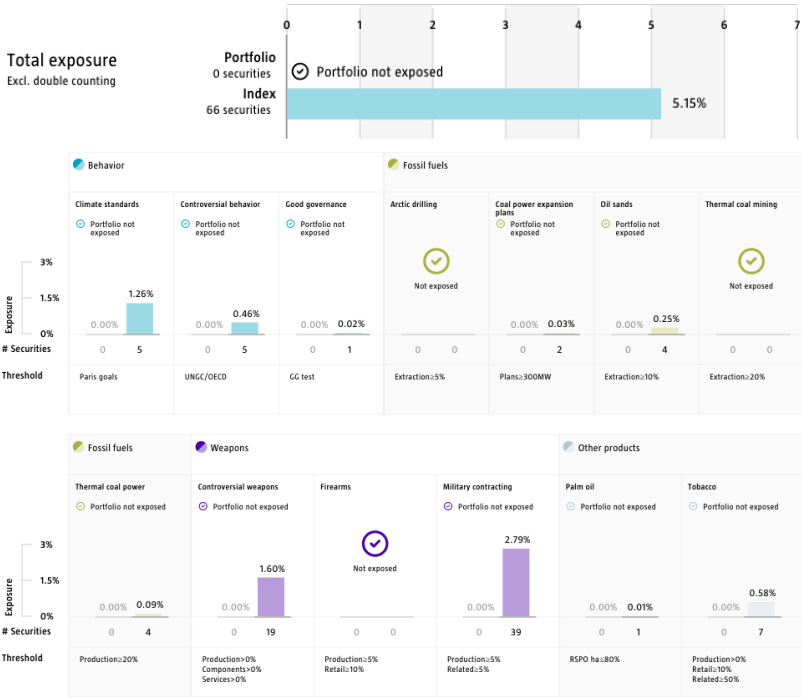 0 1 2 3 4 5 6 7
Total exposure
Excl. double counting
Portfolio
0 securities
Portfolio not exposed
Index
66 securities
5.15%
Behavior
Fossil fuels
Climate standards
Portfolio not
exposed
Controversial behavior
Portfolio not
exposed
Good governance
Portfolio not
exposed
Arctic drilling
Not exposed
Coal power expansion
plans
Portfolio not
exposed
Oil sands
Portfolio not
exposed
Thermal coal mining
Not exposed
Exposure
3%
1.5%
0%
0.00% 1.26%
0.00% 0.46%
0.00% 0.02%
0.00% 0.03%
0.00% 0.25%
# Securities 0 5 0 5 0 1 0 0 0 2 0 4 0 0
Threshold Paris goals UNGC/OECD GG test Extraction≥5% Plans≥300MW Extraction≥10% Extraction≥20%
Fossil fuels
Weapons
Other products
Thermal coal power
Portfolio not exposed
Controversial weapons
Portfolio not exposed
Firearms
Not exposed
Military contracting
Portfolio not exposed
Palm oil
Portfolio not exposed
Tobacco
Portfolio not exposed
Exposure
3%
1.5%
0%
0.00% 0.09%
0.00% 1.60%
0.00% 2.79%
0.00% 0.01%
0.00% 0.58%
# Securities 0 4 0 19 0 0 0 39 0 1 0 7
Threshold
Production≥20%
Production>0%
Components>0%
Services>0%
Production≥5%
Retail≥10%
Production≥5%
Related≥5%
RSPO ha≤80%
Production>0%
Retail≥10%
Related≥50%